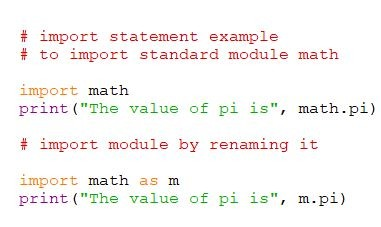 # import statement example
# to import standard module math
import math
print("The value of pi is", math.pi)
# import module by renaming it
import math as m
print("The value of pi is", m.pi)